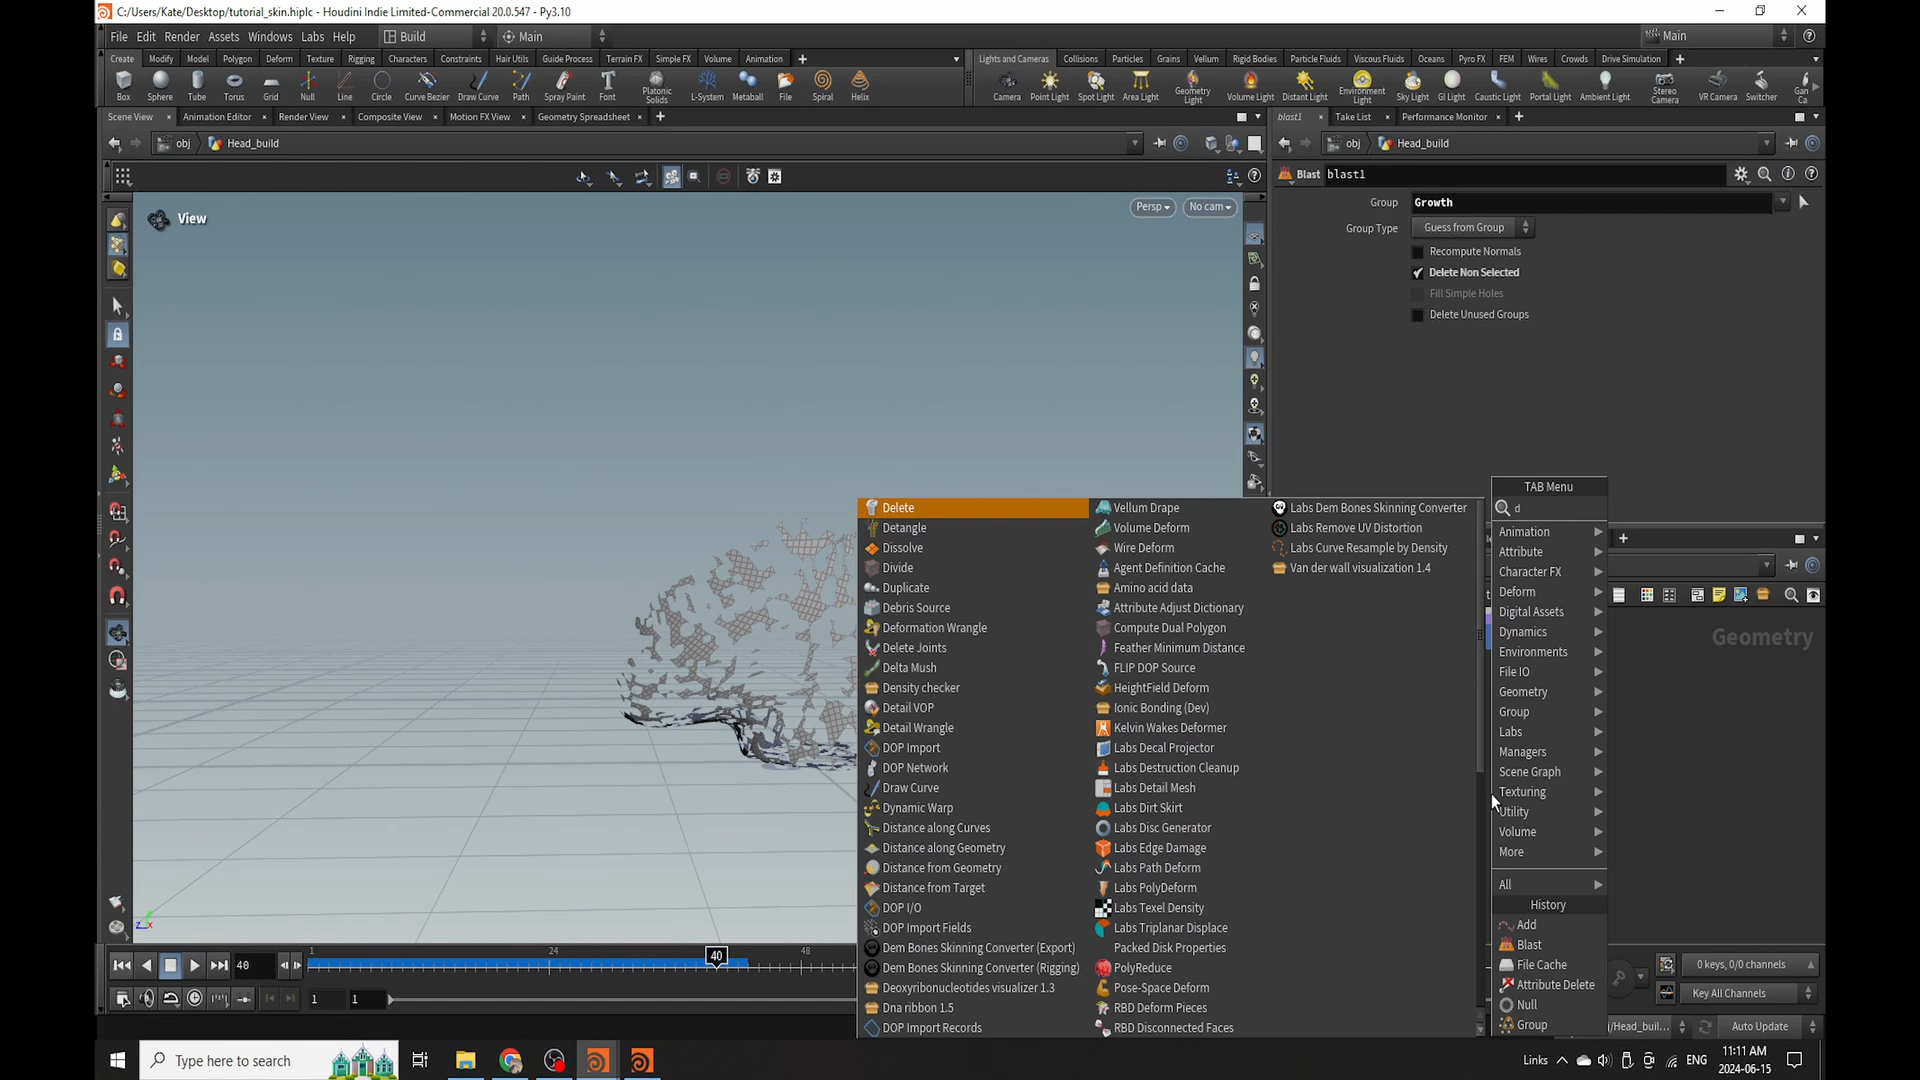 C:/Users/Kate/Desktop/tutorial_skin.hiplc - Houdini Indie Limited-Commercial 20.0.547 - Py3.10
File Edit Render Assets Windows Labs Help Build Main Main
Create Modify Model Polygon Deform Texture Rigging Characters Constraints Hair Utils Guide Process Terrain FX Simple FX Volume Animation
Lights and Cameras Collisions Particles Grains Vellum Rigid Bodies Particle Fluids Viscous Fluids Oceans Pyro FX FEM Wires Crowds Drive Simulation
Box Sphere Tube Torus Grid Null Line Circle Curve Bezier Draw Curve Path Spray Paint Font Platonic Solids L-System Metaball File Spiral Helix
Camera Point Light Spot Light Area Light Geometry Light Volume Light Distant Light Environment Light Sky Light GI Light Caustic Light Portal Light Ambient Light Stereo Camera VR Camera Switcher Gan Ca
Scene View Animation Editor Render View Composite View Motion FX View Geometry Spreadsheet
blast1 Take List Performance Monitor
obj Head_build
obj Head_build
Blast blast1
View
Persp No cam
Group Growth
Group Type Guess from Group
Recompute Normals
Delete Non Selected
Fill Simple Holes
Delete Unused Groups
Geometry
TAB Menu
d
Animation
Attribute
Character FX
Deform
Digital Assets
Dynamics
Environments
File IO
Geometry
Group
Labs
Managers
Scene Graph
Texturing
Utility
Volume
More
All
History
Add
Blast
File Cache
Attribute Delete
Null
Group
Delete
Detangle
Dissolve
Divide
Duplicate
Debris Source
Deformation Wrangle
Delete Joints
Delta Mush
Density checker
Detail VOP
Detail Wrangle
DOP Import
DOP Network
Draw Curve
Dynamic Warp
Distance along Curves
Distance along Geometry
Distance from Geometry
Distance from Target
DOP I/O
DOP Import Fields
Dem Bones Skinning Converter (Export)
Dem Bones Skinning Converter (Rigging)
Deoxyribonucleotides visualizer 1.3
Dna ribbon 1.5
DOP Import Records
Vellum Drape
Volume Deform
Wire Deform
Agent Definition Cache
Amino acid data
Attribute Adjust Dictionary
Compute Dual Polygon
Feather Minimum Distance
FLIP DOP Source
HeightField Deform
Ionic Bonding (Dev)
Kelvin Wakes Deformer
Labs Decal Projector
Labs Destruction Cleanup
Labs Detail Mesh
Labs Dirt Skirt
Labs Disc Generator
Labs Edge Damage
Labs Path Deform
Labs PolyDeform
Labs Texel Density
Labs Triplanar Displace
Packed Disk Properties
PolyReduce
Pose-Space Deform
RBD Deform Pieces
RBD Disconnected Faces
Labs Dem Bones Skinning Converter
Labs Remove UV Distortion
Labs Curve Resample by Density
Van der wall visualization 1.4
z x
1 24 48
40 40
1 1
0 keys, 0/0 channels
Key All Channels
/Head_buil... Auto Update
Type here to search
Links ENG 11:11 AM
2024-06-15